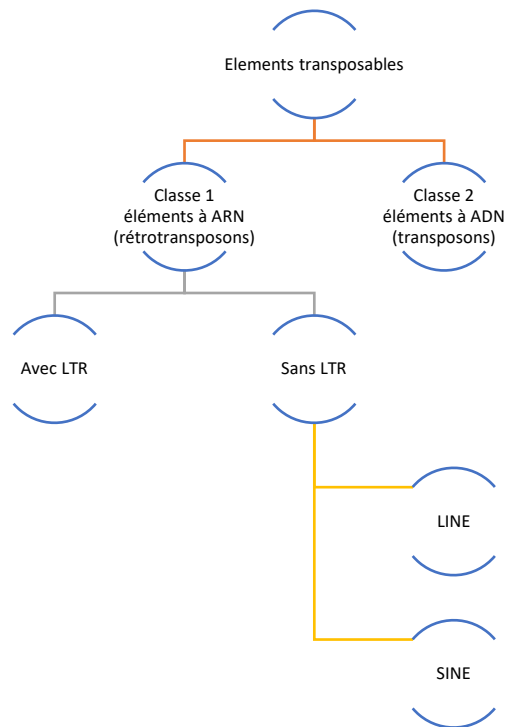 Elements transposables
Classe 1
éléments à ARN
(rétrotransposons)
Classe 2
éléments à ADN
(transposons)
Avec LTR
Sans LTR
LINE
SINE